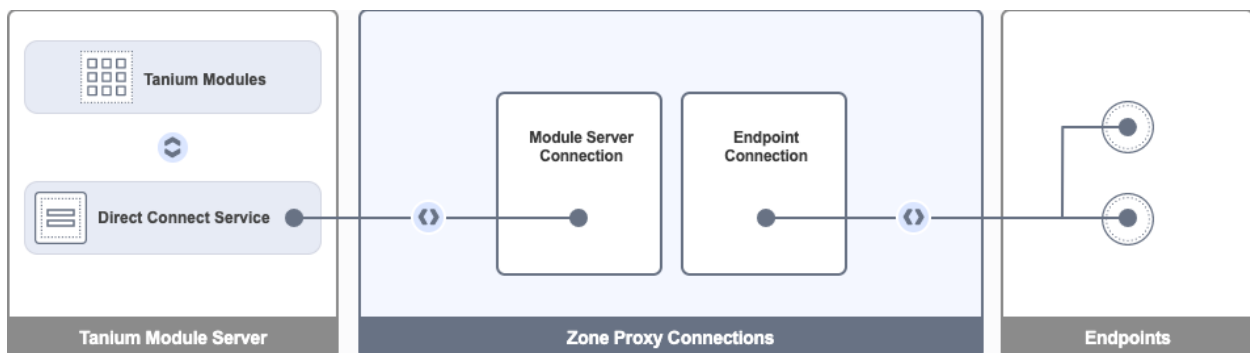 Tanium Modules
Direct Connect Service
Module Server
Connection
Endpoint
Connection
Tanium Module Server
Zone Proxy Connections
Endpoints